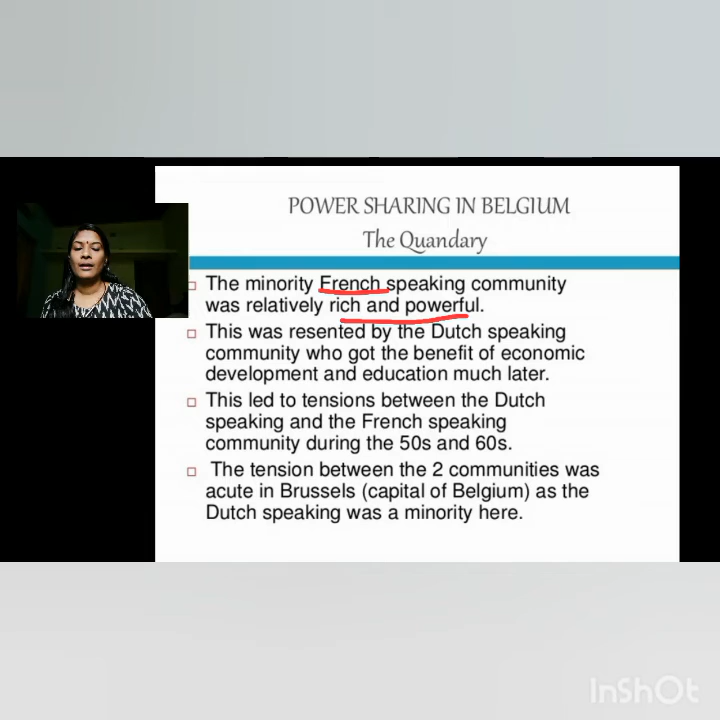 POWER SHARING IN BELGIUM
The Quandary
The minority French speaking community
was relatively rich and powerful.
This was resented by the Dutch speaking
community who got the benefit of economic
development and education much later.
This led to tensions between the Dutch
speaking and the French speaking
community during the 50s and 60s.
The tension between the 2 communities was
acute in Brussels (capital of Belgium) as the
Dutch speaking was a minority here.
InShOt